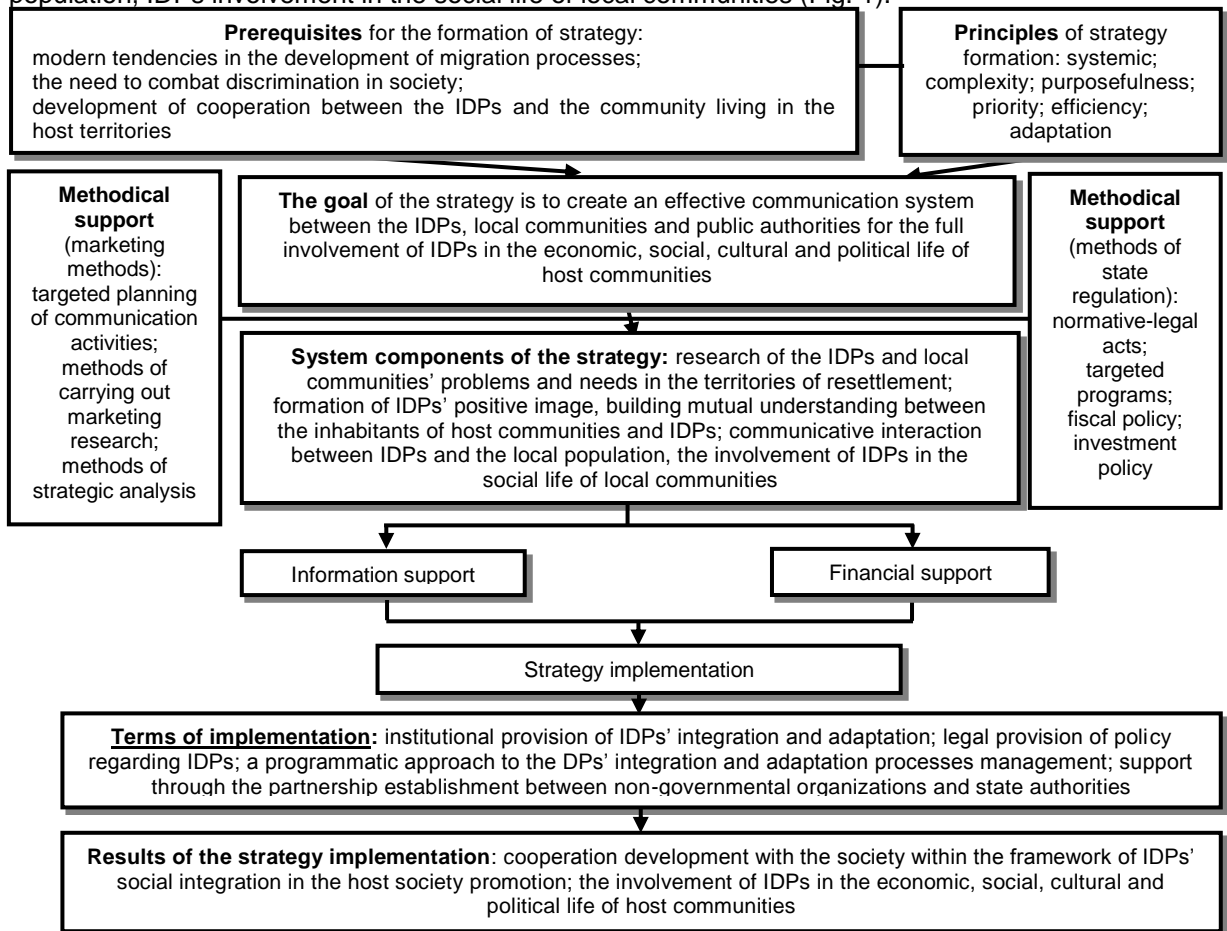 population, IDPs involvement in the social life of local communities (Fig. 1).
Prerequisites for the formation of strategy:
modern tendencies in the development of migration processes;
the need to combat discrimination in society;
development of cooperation between the IDPs and the community living in the
host territories
Principles of strategy
formation: systemic;
complexity; purposefulness;
priority; efficiency;
adaptation
Methodical
support
(marketing
methods):
targeted planning
of communication
activities;
methods of
carrying out
marketing
research;
methods of
strategic analysis
The goal of the strategy is to create an effective communication system
between the IDPs, local communities and public authorities for the full
involvement of IDPs in the economic, social, cultural and political life of
host communities
Methodical
support
(methods of
state
regulation):
normative-legal
acts;
targeted
programs;
fiscal policy;
investment
policy
System components of the strategy: research of the IDPs and local
communities’ problems and needs in the territories of resettlement;
formation of IDPs’ positive image, building mutual understanding between
the inhabitants of host communities and IDPs; communicative interaction
between IDPs and the local population, the involvement of IDPs in the
social life of local communities
Information support
Financial support
Strategy implementation
Terms of implementation: institutional provision of IDPs’ integration and adaptation; legal provision of policy
regarding IDPs; a programmatic approach to the DPs’ integration and adaptation processes management; support
through the partnership establishment between non-governmental organizations and state authorities
Results of the strategy implementation: cooperation development with the society within the framework of IDPs’
social integration in the host society promotion; the involvement of IDPs in the economic, social, cultural and
political life of host communities